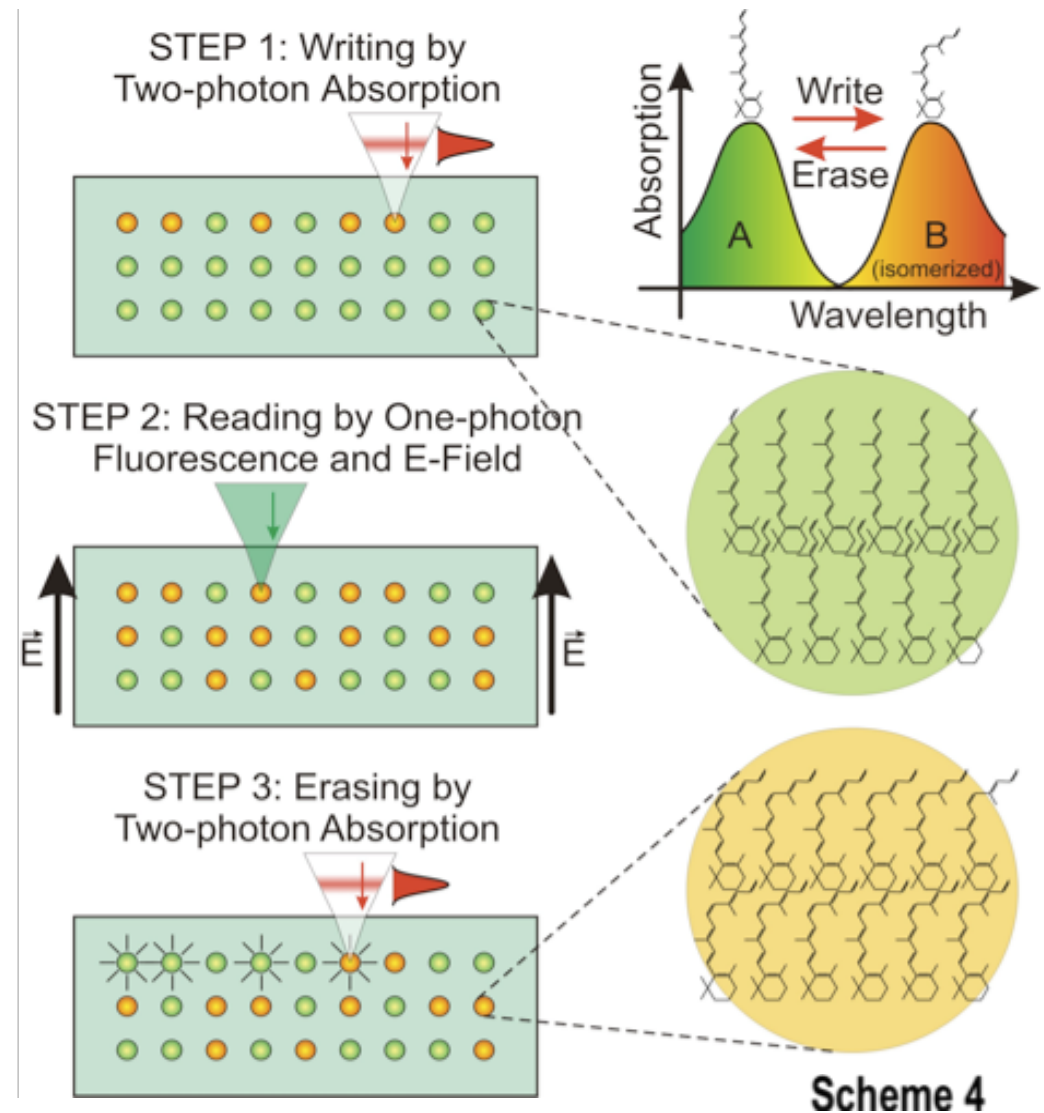 STEP 1: Writing by
Two-photon Absorption
Absorption
Write
Erase
A
B
(isomerized)
Wavelength
STEP 2: Reading by One-photon
Fluorescence and E-Field
E
E
STEP 3: Erasing by
Two-photon Absorption
Scheme 4